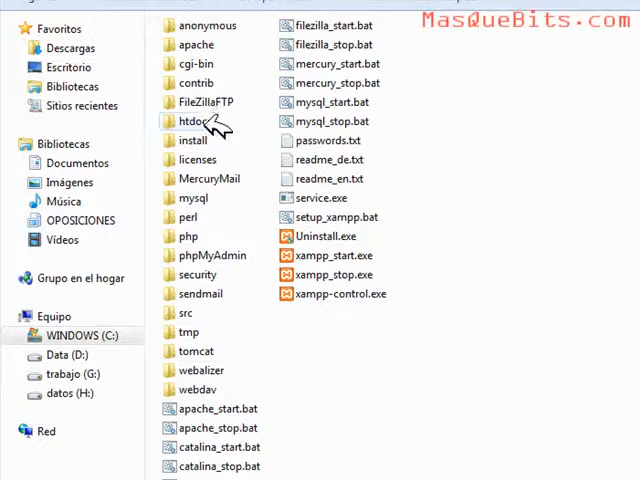 MasQueBits.com
Favoritos
Descargas
Escritorio
Bibliotecas
Sitios recientes
Bibliotecas
Documentos
Imágenes
Música
OPOSICIONES
Vídeos
Grupo en el hogar
Equipo
WINDOWS (C:)
Data (D:)
trabajo (G:)
datos (H:)
Red
anonymous
apache
cgi-bin
contrib
FileZillaFTP
install
licenses
MercuryMail
mysql
perl
php
phpMyAdmin
security
sendmail
src
tmp
tomcat
webalizer
webdav
apache_start.bat
apache_stop.bat
catalina_start.bat
catalina_stop.bat
filezilla_start.bat
filezilla_stop.bat
mercury_start.bat
mercury_stop.bat
mysql_start.bat
mysql_stop.bat
passwords.txt
readme_de.txt
readme_en.txt
service.exe
setup_xampp.bat
Uninstall.exe
xampp_start.exe
xampp_stop.exe
xampp-control.exe